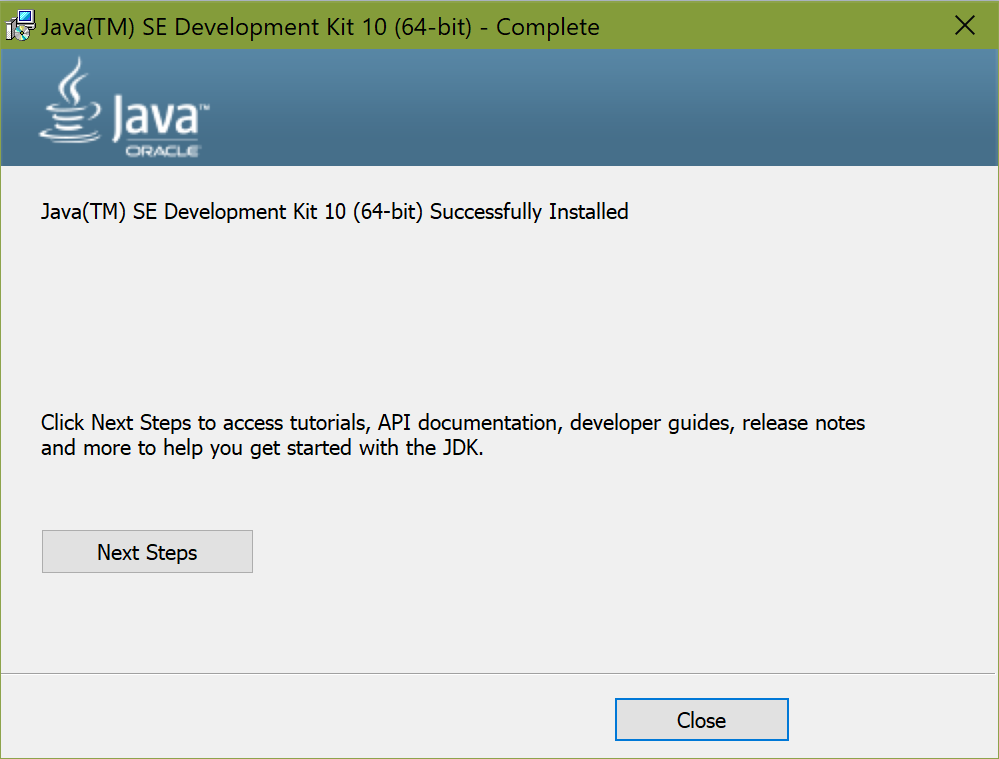 Java(TM) SE Development Kit 10 (64-bit) - Complete
Java™
ORACLE
Java(TM) SE Development Kit 10 (64-bit) Successfully Installed
Click Next Steps to access tutorials, API documentation, developer guides, release notes
and more to help you get started with the JDK.
Next Steps
Close